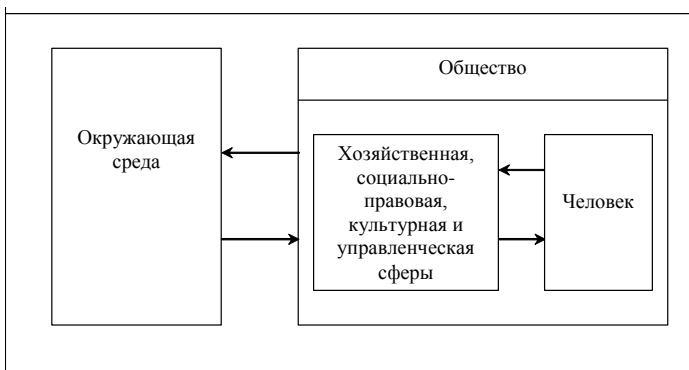 Общество
Окружающая
среда
Хозяйственная,
социально-
правовая,
культурная и
управленческая
сферы
Человек